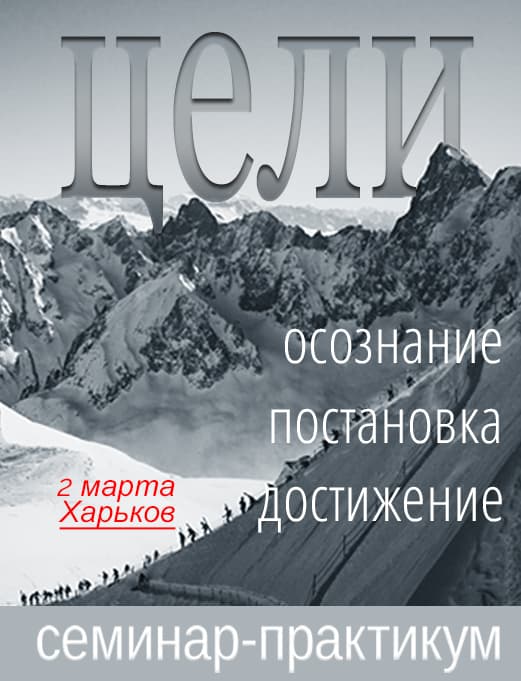 цели
осознание
постановка
достижение
2 марта
Харьков
семинар-практикум